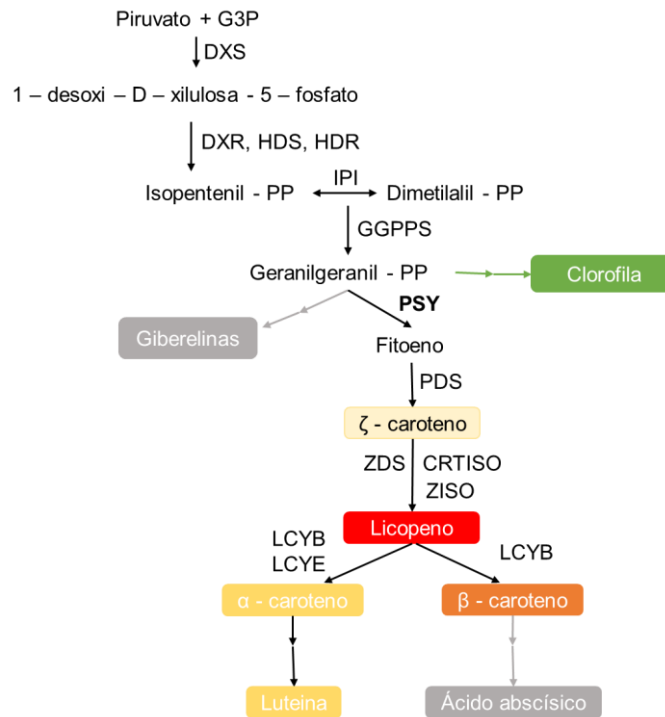 Piruvato + G3P
DXS
1 – desoxi – D – xilulosa - 5 – fosfato
DXR, HDS, HDR
IPI
Isopentenil - PP
Dimetilalil - PP
GGPPS
Geranilgeranil - PP
Clorofila
PSY
Giberelinas
Fitoeno
PDS
ζ - caroteno
ZDS
CRTISO
ZISO
Licopeno
LCYB
LCYE
LCYB
α - caroteno
β - caroteno
Luteina
Ácido abscísico